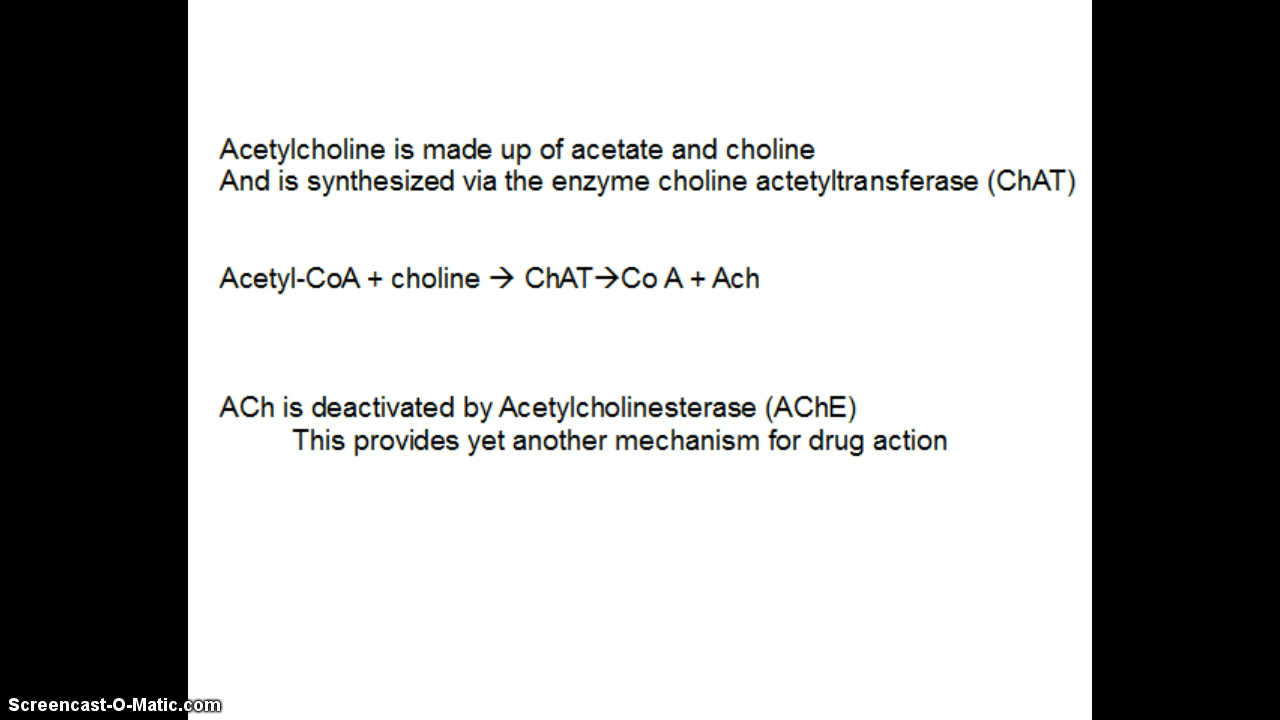 Acetylcholine is made up of acetate and choline
And is synthesized via the enzyme choline actetyltransferase (ChAT)
Acetyl-CoA + choline → ChAT→Co A + Ach
ACh is deactivated by Acetylcholinesterase (AChE)
This provides yet another mechanism for drug action
Screencast-O-Matic.com